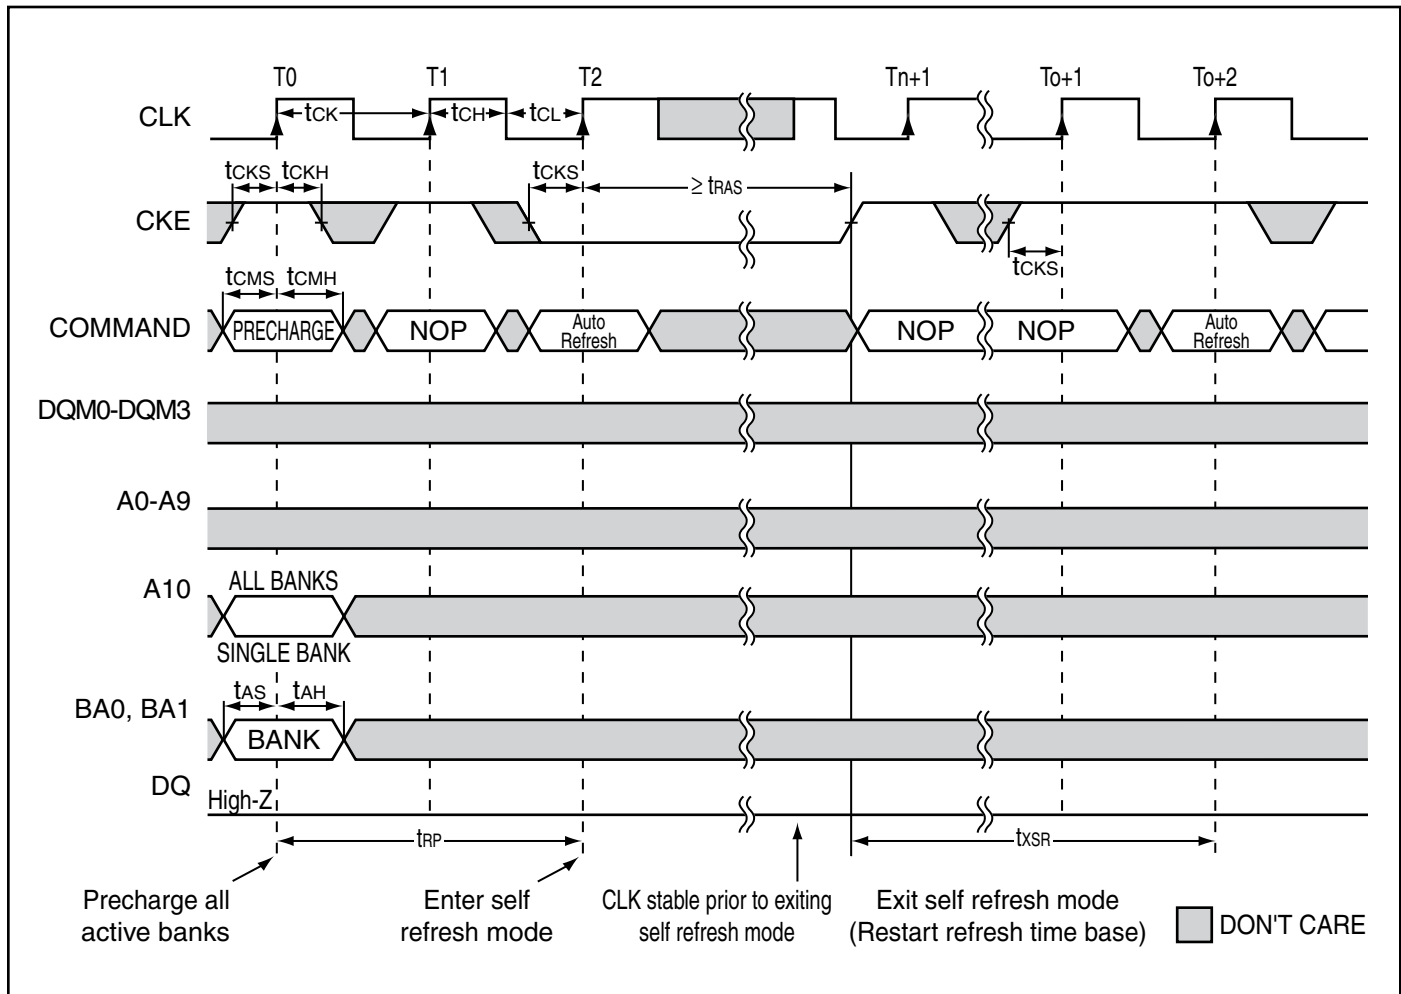 T0 T1 T2 Tn+1 To+1 To+2
CLK tCK tCH tCL
tCKS tCKH tCKS ≥ tRAS
CKE
tCKS
tCMS tCMH
COMMAND PRECHARGE NOP Auto Refresh NOP NOP Auto Refresh
DQM0-DQM3
A0-A9
A10 ALL BANKS
SINGLE BANK
tAS tAH
BA0, BA1 BANK
DQ High-Z
tRP tXSR
Precharge all
active banks
Enter self
refresh mode
CLK stable prior to exiting
self refresh mode
Exit self refresh mode
(Restart refresh time base)
DON'T CARE